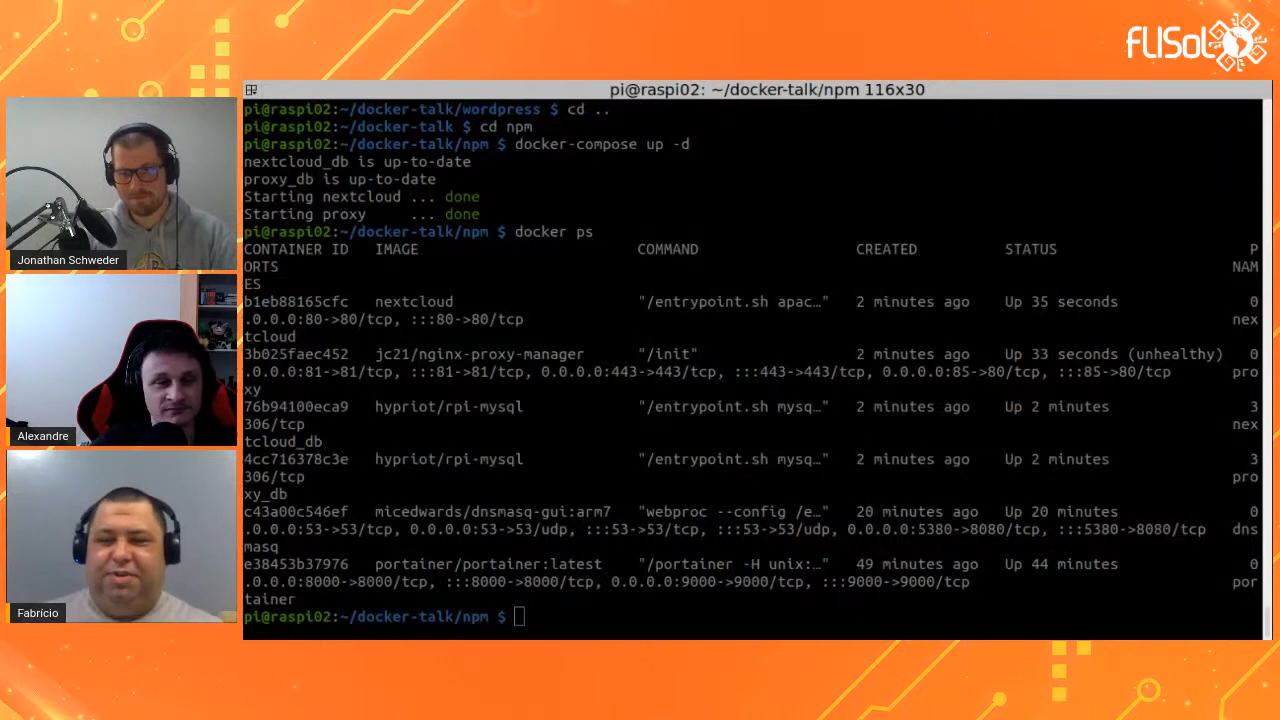 FLISoL
pi@raspi02: ~/docker-talk/npm 116x30
pi@raspi02:~/docker-talk/wordpress $ cd ..
pi@raspi02:~/docker-talk $ cd npm
pi@raspi02:~/docker-talk/npm $ docker-compose up -d
nextcloud_db is up-to-date
proxy_db is up-to-date
Starting nextcloud ... done
Starting proxy     ... done
pi@raspi02:~/docker-talk/npm $ docker ps
CONTAINER ID   IMAGE   COMMAND   CREATED   STATUS   P
ORTS   NAM
ES
b1eb88165cfc   nextcloud   "/entrypoint.sh apac…"   2 minutes ago   Up 35 seconds   0
.0.0.0:80->80/tcp, :::80->80/tcp   nex
tcloud
3b025faec452   jc21/nginx-proxy-manager   "/init"   2 minutes ago   Up 33 seconds (unhealthy)   0
.0.0.0:81->81/tcp, :::81->81/tcp, 0.0.0.0:443->443/tcp, :::443->443/tcp, 0.0.0.0:85->80/tcp, :::85->80/tcp   pro
xy
76b94100eca9   hypriot/rpi-mysql   "/entrypoint.sh mysq…"   2 minutes ago   Up 2 minutes   3
306/tcp   nex
tcloud_db
4cc716378c3e   hypriot/rpi-mysql   "/entrypoint.sh mysq…"   2 minutes ago   Up 2 minutes   3
306/tcp   pro
xy_db
c43a00c546ef   micedwards/dnsmasq-gui:arm7   "webproc --config /e…"   20 minutes ago   Up 20 minutes   0
.0.0.0:53->53/tcp, 0.0.0.0:53->53/udp, :::53->53/tcp, :::53->53/udp, 0.0.0.0:5380->8080/tcp, :::5380->8080/tcp   dns
masq
e38453b37976   portainer/portainer:latest   "/portainer -H unix:…"   49 minutes ago   Up 44 minutes   0
.0.0.0:8000->8000/tcp, :::8000->8000/tcp, 0.0.0.0:9000->9000/tcp, :::9000->9000/tcp   por
tainer
pi@raspi02:~/docker-talk/npm $
Jonathan Schweder
Alexandre
Fabrício